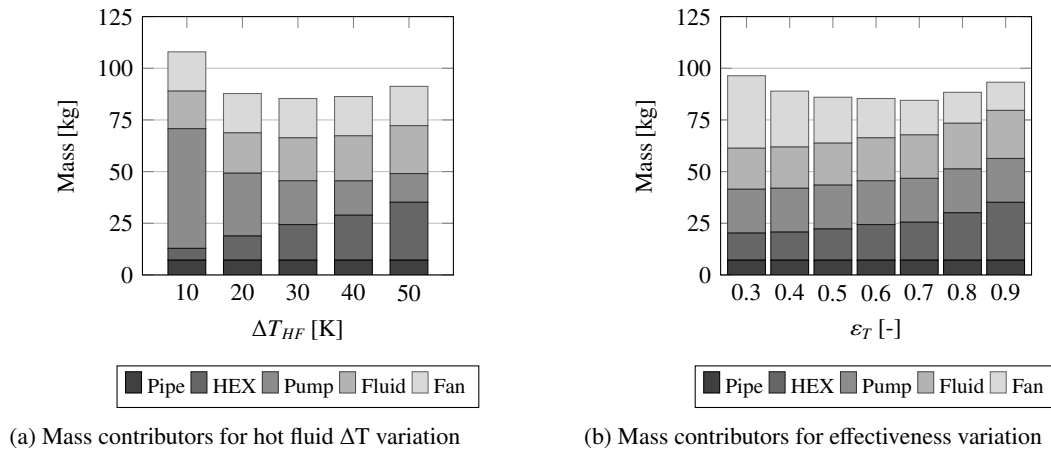 125
100
75
50
25
0
Mass [kg]
10 20 30 40 50
ΔT_HF [K]
Pipe HEX Pump Fluid Fan
(a) Mass contributors for hot fluid ΔT variation
125
100
75
50
25
0
Mass [kg]
0.3 0.4 0.5 0.6 0.7 0.8 0.9
ε_T [-]
Pipe HEX Pump Fluid Fan
(b) Mass contributors for effectiveness variation